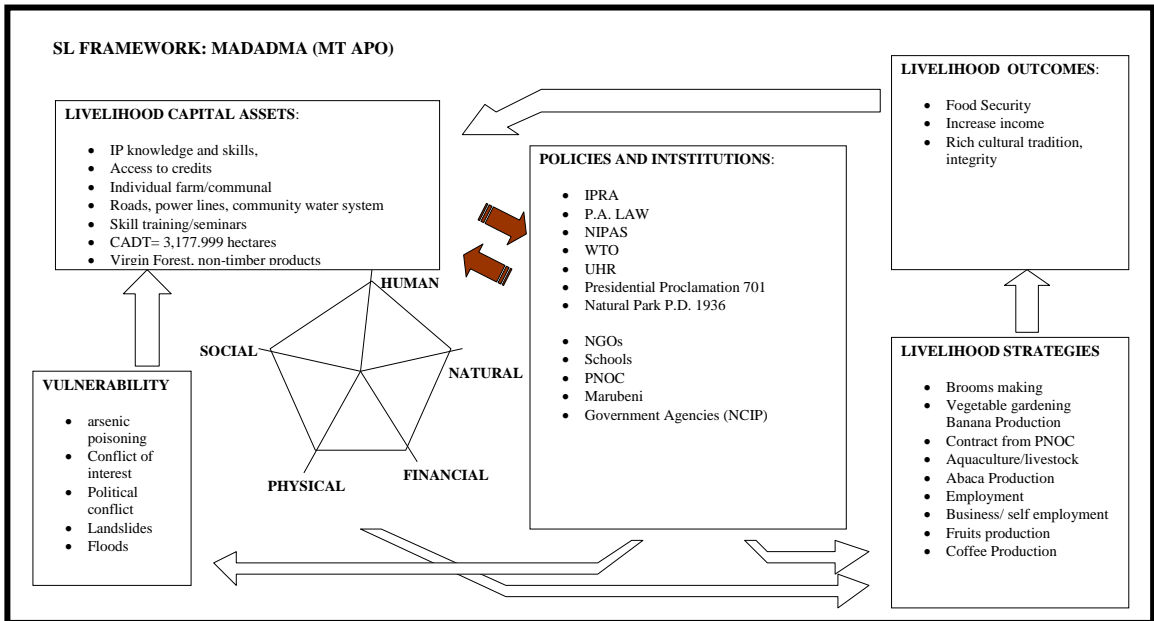 SL FRAMEWORK: MADADMA (MT APO)
LIVELIHOOD CAPITAL ASSETS:
• IP knowledge and skills,
• Access to credits
• Individual farm/communal
• Roads, power lines, community water system
• Skill training/seminars
• CADT= 3,177.999 hectares
• Virgin Forest, non-timber products
HUMAN
SOCIAL
NATURAL
PHYSICAL
FINANCIAL
VULNERABILITY
• arsenic
poisoning
• Conflict of
interest
• Political
conflict
• Landslides
• Floods
POLICIES AND INTSTITUTIONS:
• IPRA
• P.A. LAW
• NIPAS
• WTO
• UHR
• Presidential Proclamation 701
• Natural Park P.D. 1936
• NGOs
• Schools
• PNOC
• Marubeni
• Government Agencies (NCIP)
LIVELIHOOD OUTCOMES:
• Food Security
• Increase income
• Rich cultural tradition,
integrity
LIVELIHOOD STRATEGIES
• Brooms making
• Vegetable gardening
Banana Production
• Contract from PNOC
• Aquaculture/livestock
• Abaca Production
• Employment
• Business/ self employment
• Fruits production
• Coffee Production